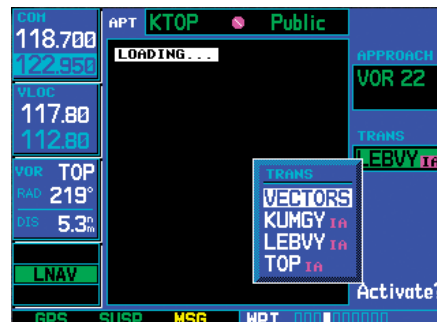 COM
118.700
122.950
VLOC
117.80
112.80
VOR TOP
RAD 219°
DIS 5.3nm
LNAV
APT KTOP Public
LOADING...
APPROACH
VOR 22
TRANS
LEBVY IA
TRANS
VECTORS
KUMGY IA
LEBVY IA
TOP IA
Activate?
GPS SUSP MSG WPT